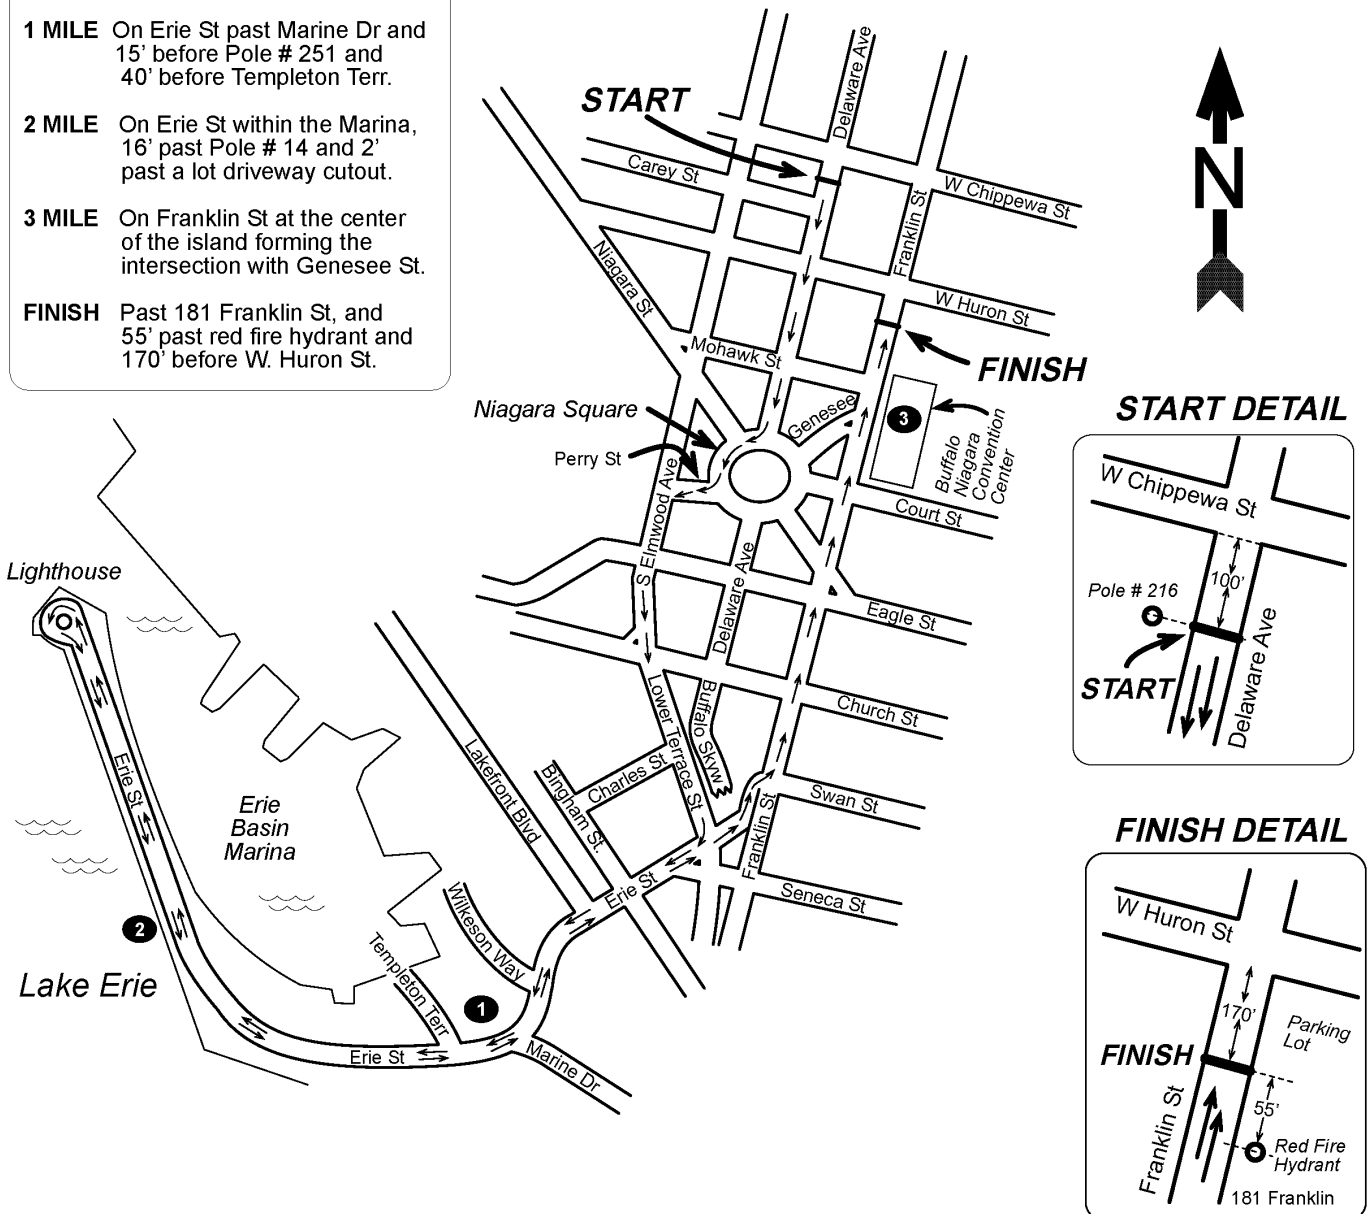 1 MILE On Erie St past Marine Dr and
15' before Pole # 251 and
40' before Templeton Terr.
2 MILE On Erie St within the Marina,
16' past Pole # 14 and 2'
past a lot driveway cutout.
3 MILE On Franklin St at the center
of the island forming the
intersection with Genesee St.
FINISH Past 181 Franklin St, and
55' past red fire hydrant and
170' before W. Huron St.
START
Delaware Ave
Carey St
W Chippewa St
Franklin St
Niagara St
W Huron St
Mohawk St
FINISH
Niagara Square
Genesee
3
Perry St
Buffalo
Niagara
Convention
Center
Court St
S Elmwood Ave
Delaware Ave
Eagle St
Lighthouse
Church St
Lower Terrace St
Buffalo Skyw
Lakefront Blvd
Bingham St.
Charles St
Swan St
Franklin St
Erie St
Erie
Basin
Marina
Erie St
Seneca St
2
Wilkeson Way
Templeton Terr
Lake Erie
1
Erie St
Marine Dr
N
START DETAIL
W Chippewa St
100'
Pole # 216
START
Delaware Ave
FINISH DETAIL
W Huron St
170'
Parking
Lot
FINISH
55'
Franklin St
Red Fire
Hydrant
181 Franklin